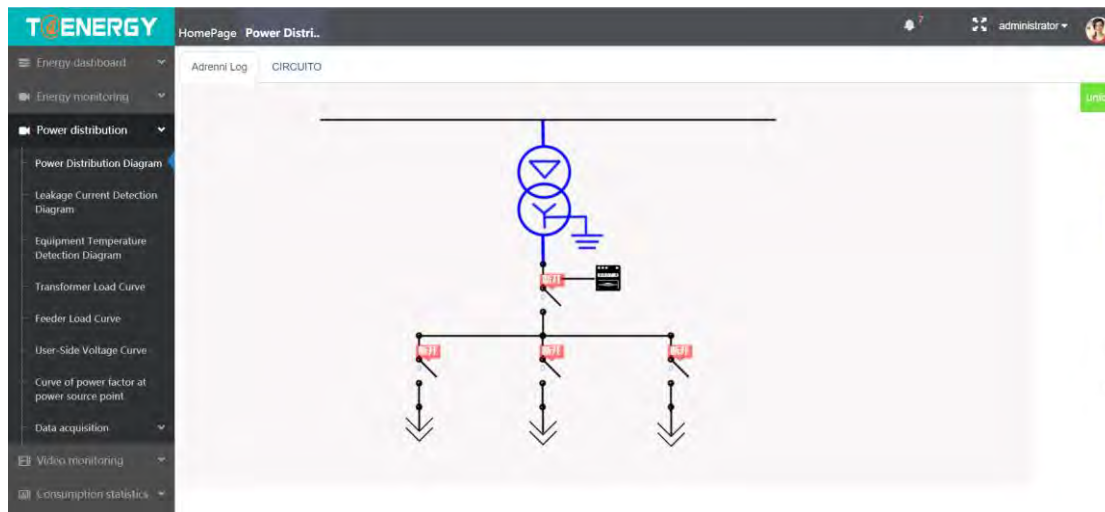 T@ENERGY
HomePage Power Distri..
7
administrator
Energy dashboard
Energy monitoring
Power distribution
Power Distribution Diagram
Leakage Current Detection
Diagram
Equipment Temperature
Detection Diagram
Transformer Load Curve
Feeder Load Curve
User-Side Voltage Curve
Curve of power factor at
power source point
Data acquisition
Video monitoring
Consumption statistics
Adrenni Log
CIRCUITO